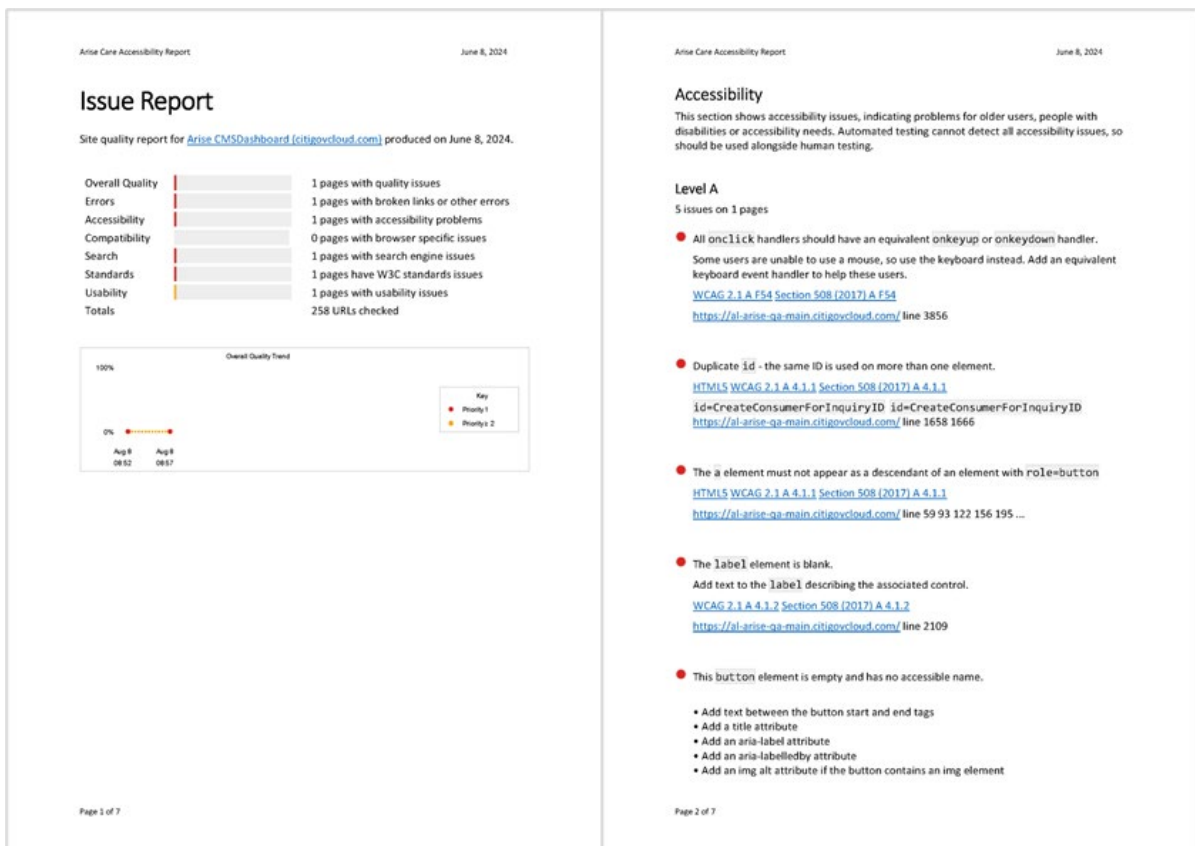 Arise Care Accessibility Report June 8, 2024
Issue Report
Site quality report for Arise CMSDashboard (citigovcloud.com) produced on June 8, 2024.
Overall Quality 1 pages with quality issues
Errors 1 pages with broken links or other errors
Accessibility 1 pages with accessibility problems
Compatibility 0 pages with browser specific issues
Search 1 pages with search engine issues
Standards 1 pages have W3C standards issues
Usability 1 pages with usability issues
Totals 258 URLs checked
Overall Quality Trend
100%
Key
Priority 1
Priority ≥ 2
0%
Aug 8 Aug 8
08:52 08:57
Page 1 of 7
Arise Care Accessibility Report June 8, 2024
Accessibility
This section shows accessibility issues, indicating problems for older users, people with
disabilities or accessibility needs. Automated testing cannot detect all accessibility issues, so
should be used alongside human testing.
Level A
5 issues on 1 pages
All onclick handlers should have an equivalent onkeyup or onkeydown handler.
Some users are unable to use a mouse, so use the keyboard instead. Add an equivalent
keyboard event handler to help these users.
WCAG 2.1 A F54 Section 508 (2017) A F54
https://al-arise-qa-main.citigovcloud.com/ line 3856
Duplicate id - the same ID is used on more than one element.
HTML5 WCAG 2.1 A 4.1.1 Section 508 (2017) A 4.1.1
id=CreateConsumerForInquiryID id=CreateConsumerForInquiryID
https://al-arise-qa-main.citigovcloud.com/ line 1658 1666
The a element must not appear as a descendant of an element with role=button
HTML5 WCAG 2.1 A 4.1.1 Section 508 (2017) A 4.1.1
https://al-arise-qa-main.citigovcloud.com/ line 59 93 122 156 195 ...
The label element is blank.
Add text to the label describing the associated control.
WCAG 2.1 A 4.1.2 Section 508 (2017) A 4.1.2
https://al-arise-qa-main.citigovcloud.com/ line 2109
This button element is empty and has no accessible name.
• Add text between the button start and end tags
• Add a title attribute
• Add an aria-label attribute
• Add an aria-labelledby attribute
• Add an img alt attribute if the button contains an img element
Page 2 of 7